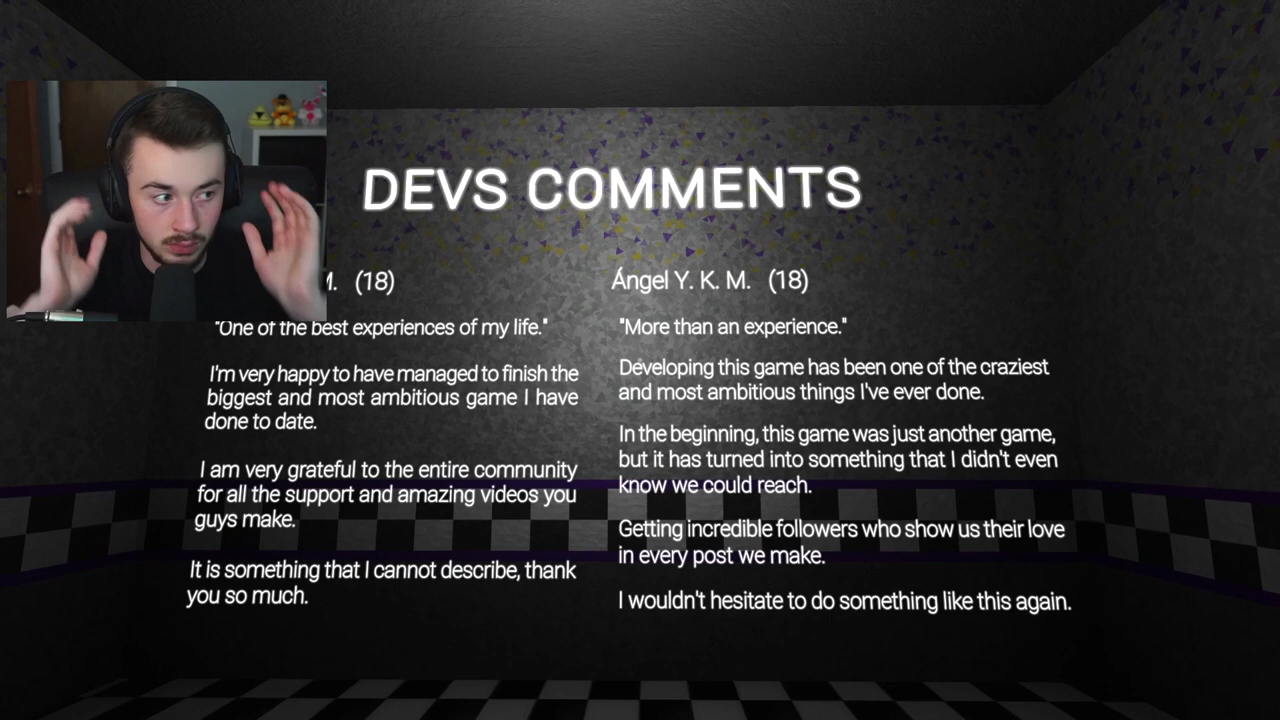 DEVS COMMENTS
M. (18)
"One of the best experiences of my life."
I'm very happy to have managed to finish the
biggest and most ambitious game I have
done to date.
I am very grateful to the entire community
for all the support and amazing videos you
guys make.
It is something that I cannot describe, thank
you so much.
Ángel Y. K. M. (18)
"More than an experience."
Developing this game has been one of the craziest
and most ambitious things I've ever done.
In the beginning, this game was just another game,
but it has turned into something that I didn't even
know we could reach.
Getting incredible followers who show us their love
in every post we make.
I wouldn't hesitate to do something like this again.